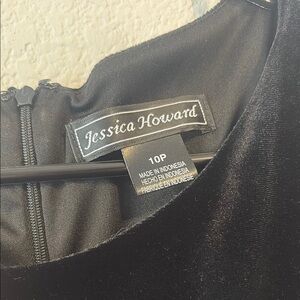 Jessica Howard
10P
MADE IN INDONESIA
HECHO EN INDONESIA
FABRIQUÉ EN INDONÉSIE